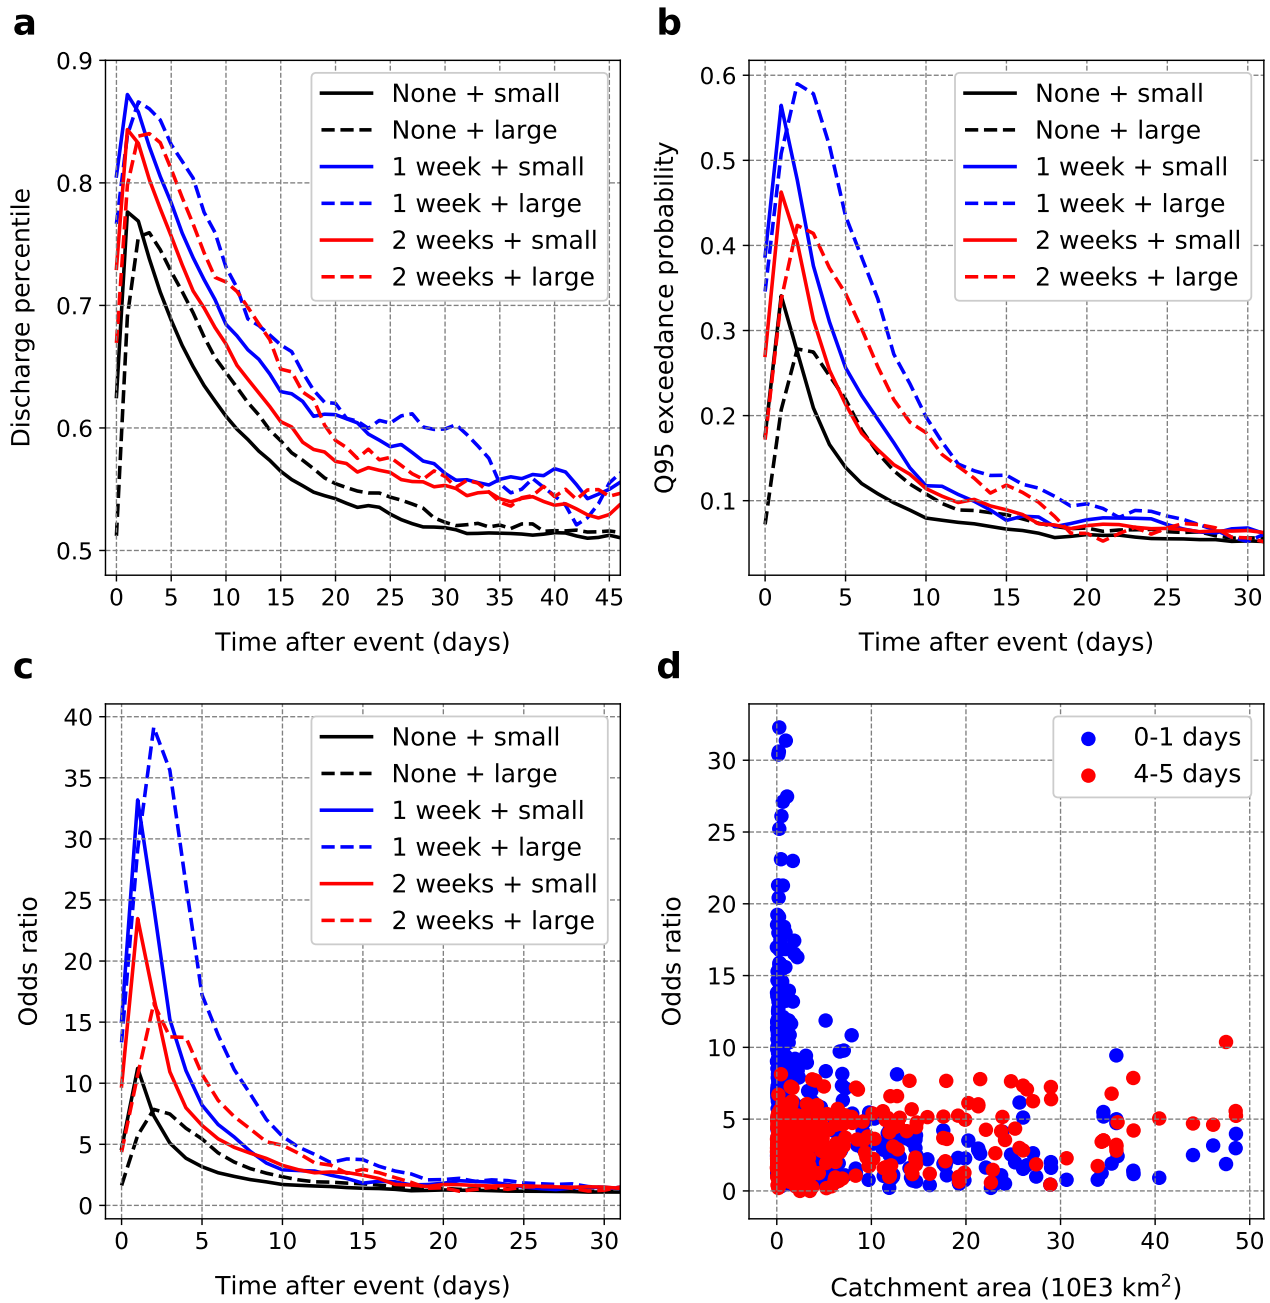 a
0.9
0.8
0.7
0.6
0.5
Discharge percentile
None + small
None + large
1 week + small
1 week + large
2 weeks + small
2 weeks + large
0 5 10 15 20 25 30 35 40 45
Time after event (days)
b
0.6
0.5
0.4
0.3
0.2
0.1
Q95 exceedance probability
None + small
None + large
1 week + small
1 week + large
2 weeks + small
2 weeks + large
0 5 10 15 20 25 30
Time after event (days)
c
40
35
30
25
20
15
10
5
0
Odds ratio
None + small
None + large
1 week + small
1 week + large
2 weeks + small
2 weeks + large
0 5 10 15 20 25 30
Time after event (days)
d
30
25
20
15
10
5
0
Odds ratio
0-1 days
4-5 days
0 10 20 30 40 50
Catchment area (10E3 km²)